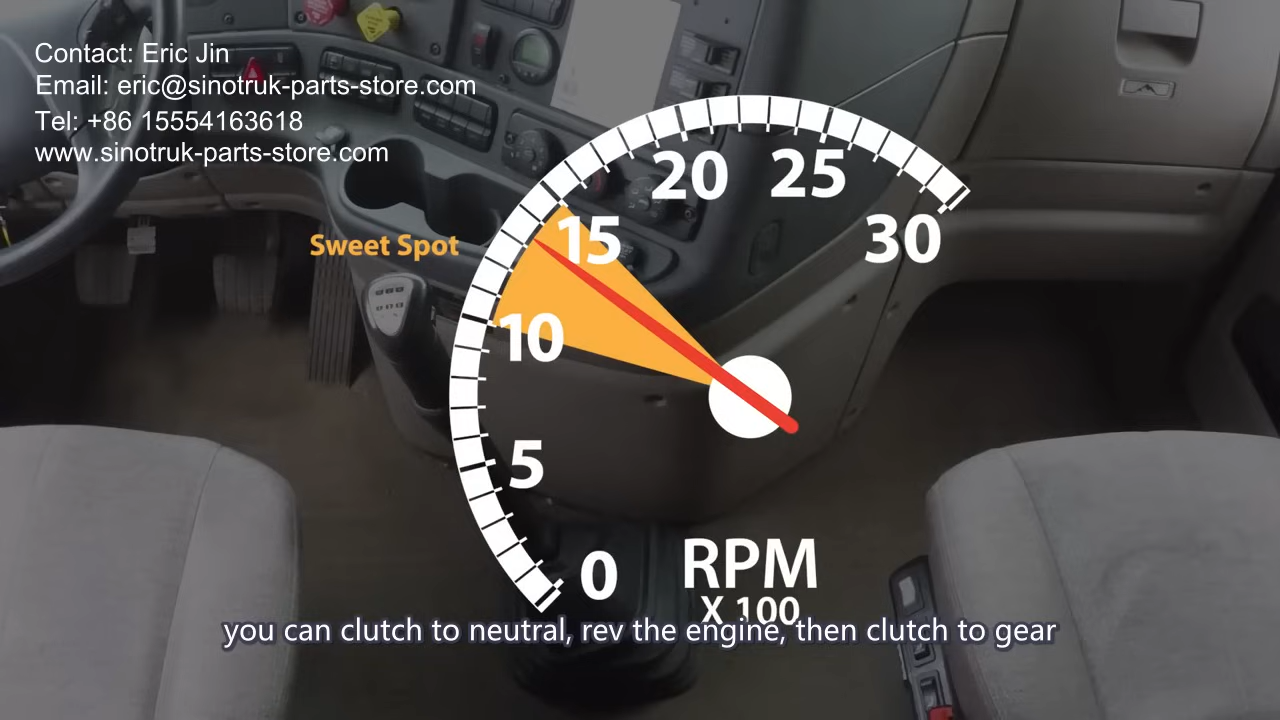 Contact: Eric Jin
Email: eric@sinotruk-parts-store.com
Tel: +86 15554163618
www.sinotruk-parts-store.com
20 25
15 30
Sweet Spot
10
5
0
RPM
X 100
you can clutch to neutral, rev the engine, then clutch to gear